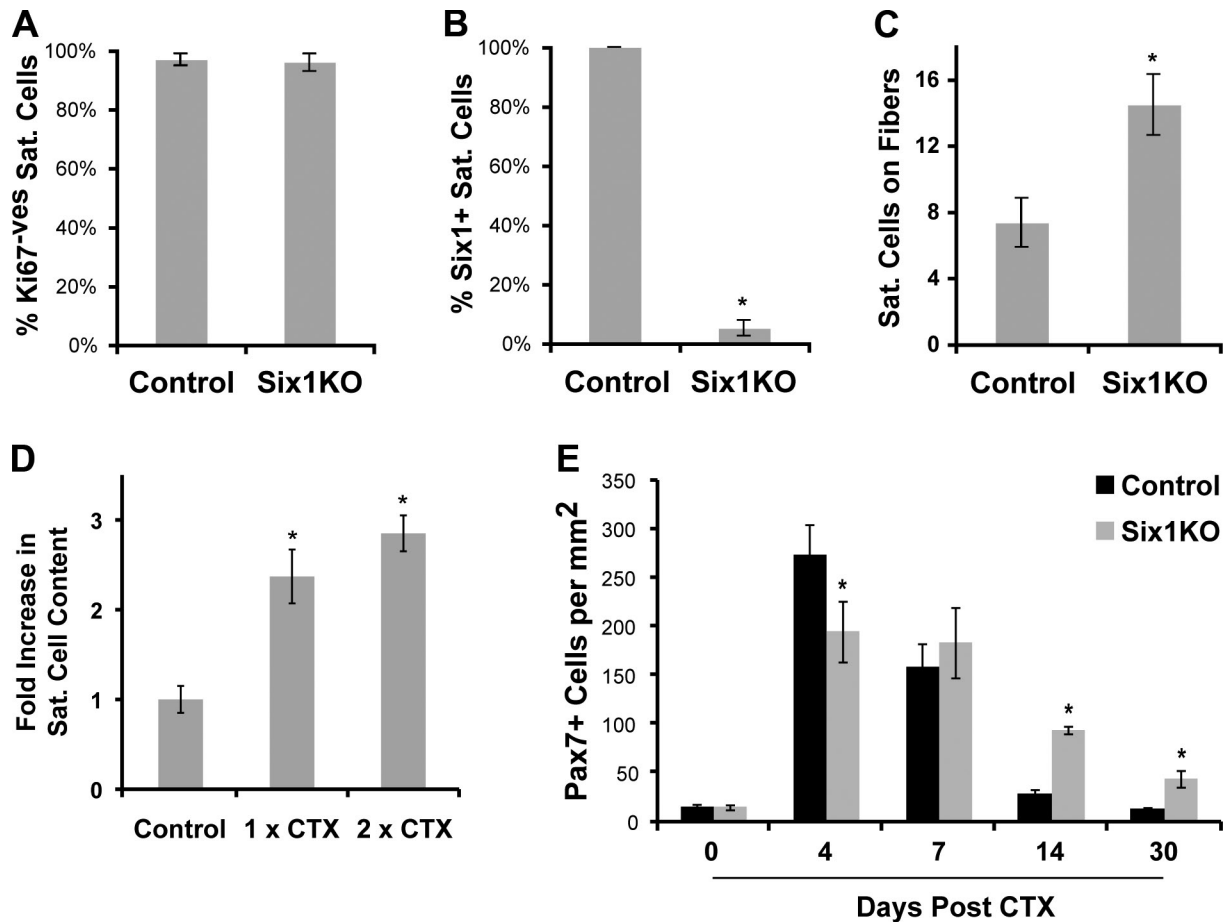 A
% Ki67-ves Sat. Cells
100%
80%
60%
40%
20%
0%
Control Six1KO
B
% Six1+ Sat. Cells
100%
80%
60%
40%
20%
0%
*
Control Six1KO
C
Sat. Cells on Fibers
16
12
8
4
0
*
Control Six1KO
D
Fold Increase in
Sat. Cell Content
3
2
1
0
*
*
Control 1 x CTX 2 x CTX
E
Pax7+ Cells per mm2
350
300
250
200
150
100
50
0
Control
Six1KO
*
*
*
0 4 7 14 30
Days Post CTX